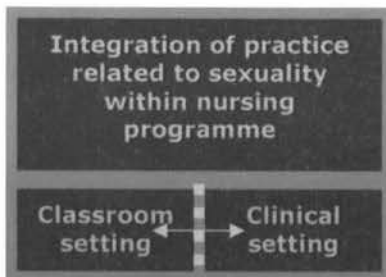 Integration of practice
related to sexuality
within nursing
programme
Classroom
setting
Clinical
setting